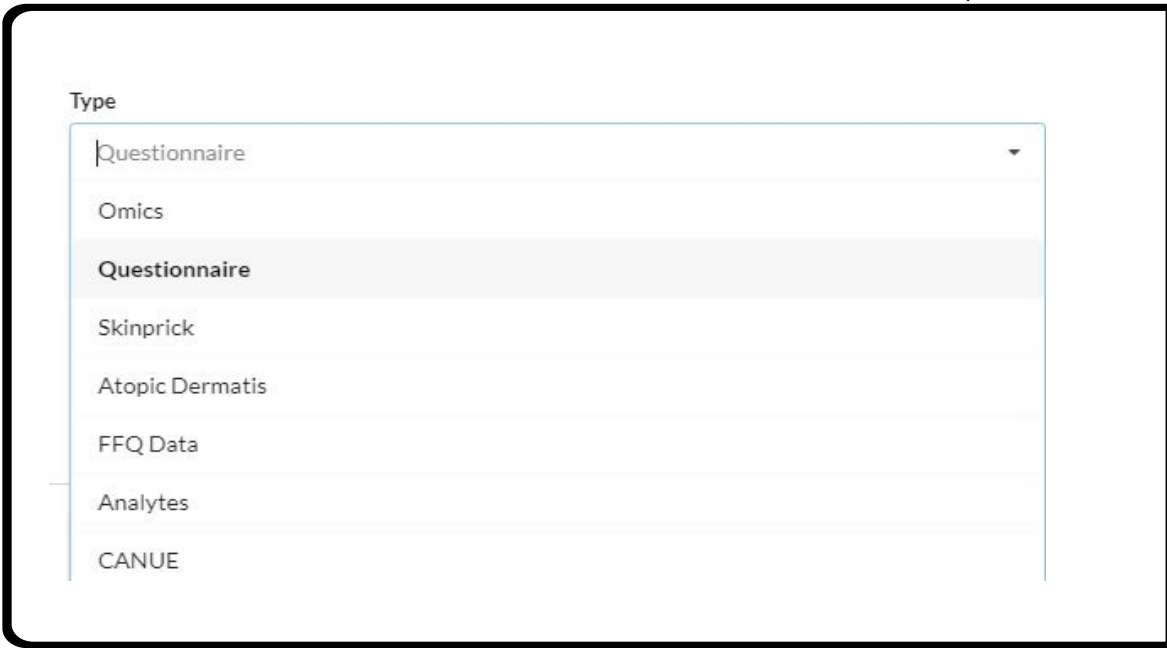 Type
Questionnaire
Omics
Questionnaire
Skinprick
Atopic Dermatis
FFQ Data
Analytes
CANUE